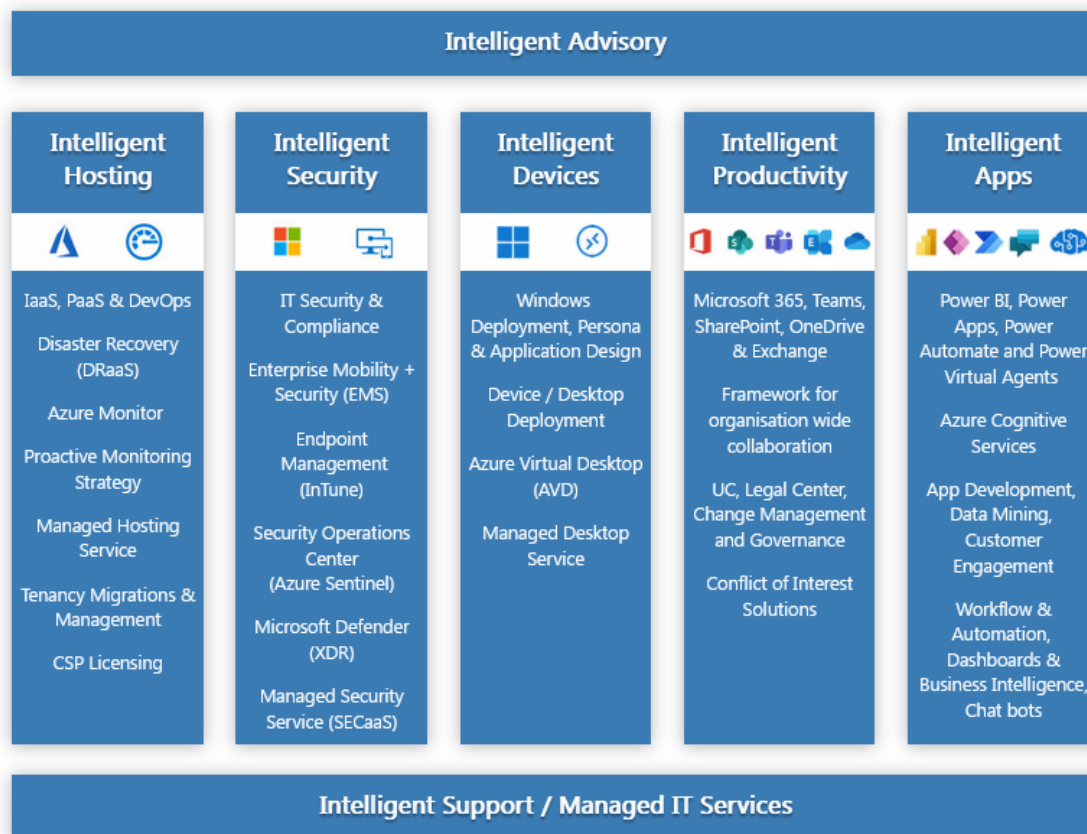 Intelligent Advisory
Intelligent
Hosting
IaaS, PaaS & DevOps
Disaster Recovery
(DRaaS)
Azure Monitor
Proactive Monitoring
Strategy
Managed Hosting
Service
Tenancy Migrations &
Management
CSP Licensing
Intelligent
Security
IT Security &
Compliance
Enterprise Mobility +
Security (EMS)
Endpoint
Management
(InTune)
Security Operations
Center
(Azure Sentinel)
Microsoft Defender
(XDR)
Managed Security
Service (SECaaS)
Intelligent
Devices
Windows
Deployment, Persona
& Application Design
Device / Desktop
Deployment
Azure Virtual Desktop
(AVD)
Managed Desktop
Service
Intelligent
Productivity
Microsoft 365, Teams,
SharePoint, OneDrive
& Exchange
Framework for
organisation wide
collaboration
UC, Legal Center,
Change Management
and Governance
Conflict of Interest
Solutions
Intelligent
Apps
Power BI, Power
Apps, Power
Automate and Power
Virtual Agents
Azure Cognitive
Services
App Development,
Data Mining,
Customer
Engagement
Workflow &
Automation,
Dashboards &
Business Intelligence,
Chat bots
Intelligent Support / Managed IT Services